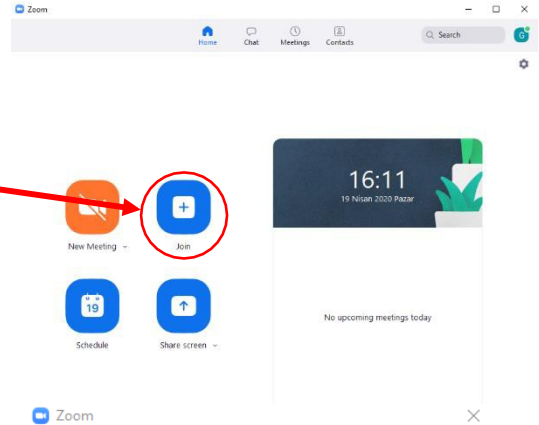 Zoom
Home
Chat
Meetings
Contacts
Search
G
16:11
19 Nisan 2020 Pazar
New Meeting
Join
19
Schedule
Share screen
No upcoming meetings today
Zoom